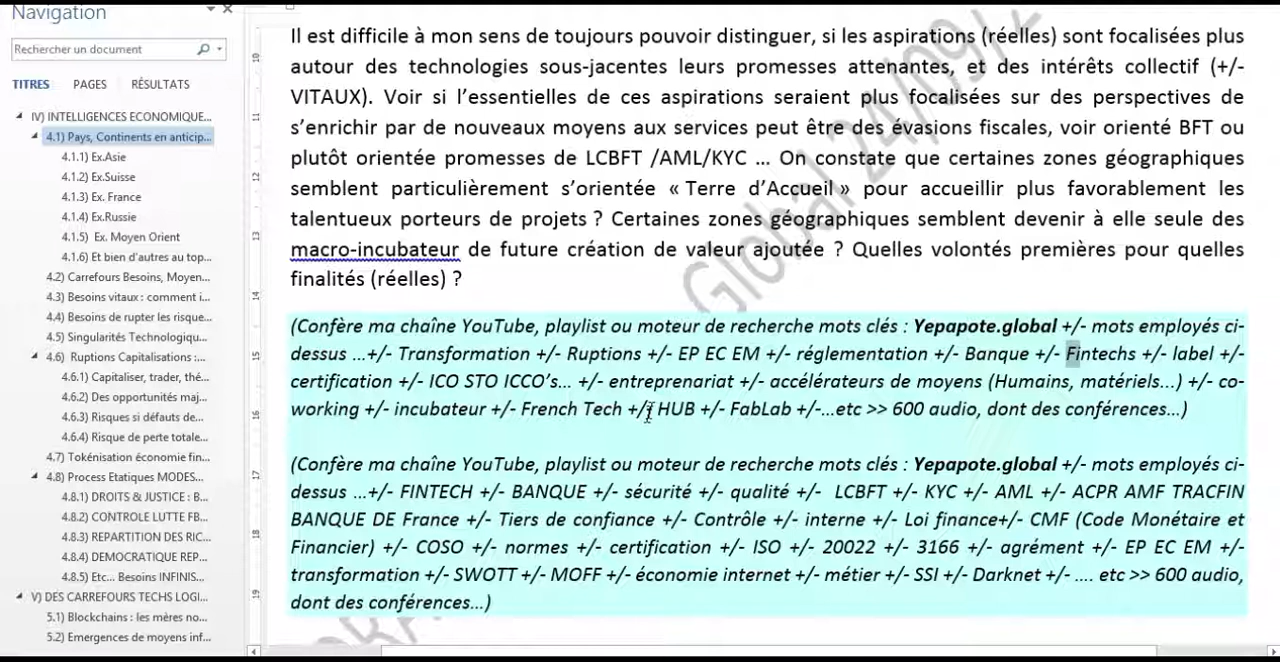 Navigation
Rechercher un document
TITRES PAGES RÉSULTATS
IV) INTELLIGENCES ECONOMIQUE...
4.1) Pays, Continents en anticip...
4.1.1) Ex.Asie
4.1.2) Ex.Suisse
4.1.3) Ex. France
4.1.4) Ex.Russie
4.1.5) Ex. Moyen Orient
4.1.6) Et bien d'autres au top...
4.2) Carrefours Besoins, Moyen...
4.3) Besoins vitaux : comment i...
4.4) Besoins de rupter les risque...
4.5) Singularités Technologiqu...
4.6) Ruptions Capitalisations :...
4.6.1) Capitaliser, trader, thé...
4.6.2) Des opportunités maj...
4.6.3) Risques si défauts de...
4.6.4) Risque de perte totale...
4.7) Tokénisation économie fin...
4.8) Process Etatiques MODES...
4.8.1) DROITS & JUSTICE : B...
4.8.2) CONTROLE LUTTE FB...
4.8.3) REPARTITION DES RIC...
4.8.4) DEMOCRATIQUE REP...
4.8.5) Etc... Besoins INFINIS...
V) DES CARREFOURS TECHS LOGI...
5.1) Blockchains : les mères no...
5.2) Emergences de moyens inf...
10
11
12
13
14
15
16
17
18
19
Il est difficile à mon sens de toujours pouvoir distinguer, si les aspirations (réelles) sont focalisées plus
autour des technologies sous-jacentes leurs promesses attenantes, et des intérêts collectif (+/-
VITAUX). Voir si l'essentielles de ces aspirations seraient plus focalisées sur des perspectives de
s'enrichir par de nouveaux moyens aux services peut être des évasions fiscales, voir orienté BFT ou
plutôt orientée promesses de LCBFT /AML/KYC ... On constate que certaines zones géographiques
semblent particulièrement s'orientée « Terre d'Accueil » pour accueillir plus favorablement les
talentueux porteurs de projets ? Certaines zones géographiques semblent devenir à elle seule des
macro-incubateur de future création de valeur ajoutée ? Quelles volontés premières pour quelles
finalités (réelles) ?
(Confère ma chaîne YouTube, playlist ou moteur de recherche mots clés : Yepapote.global +/- mots employés ci-
dessus ...+/- Transformation +/- Ruptions +/- EP EC EM +/- réglementation +/- Banque +/- Fintechs +/- label +/-
certification +/- ICO STO ICCO's... +/- entreprenariat +/- accélérateurs de moyens (Humains, matériels...) +/- co-
working +/- incubateur +/- French Tech +/- HUB +/- FabLab +/-...etc >> 600 audio, dont des conférences...)
(Confère ma chaîne YouTube, playlist ou moteur de recherche mots clés : Yepapote.global +/- mots employés ci-
dessus ...+/- FINTECH +/- BANQUE +/- sécurité +/- qualité +/- LCBFT +/- KYC +/- AML +/- ACPR AMF TRACFIN
BANQUE DE France +/- Tiers de confiance +/- Contrôle +/- interne +/- Loi finance+/- CMF (Code Monétaire et
Financier) +/- COSO +/- normes +/- certification +/- ISO +/- 20022 +/- 3166 +/- agrément +/- EP EC EM +/-
transformation +/- SWOTT +/- MOFF +/- économie internet +/- métier +/- SSI +/- Darknet +/- .... etc >> 600 audio,
dont des conférences...)
Global 24/09/2